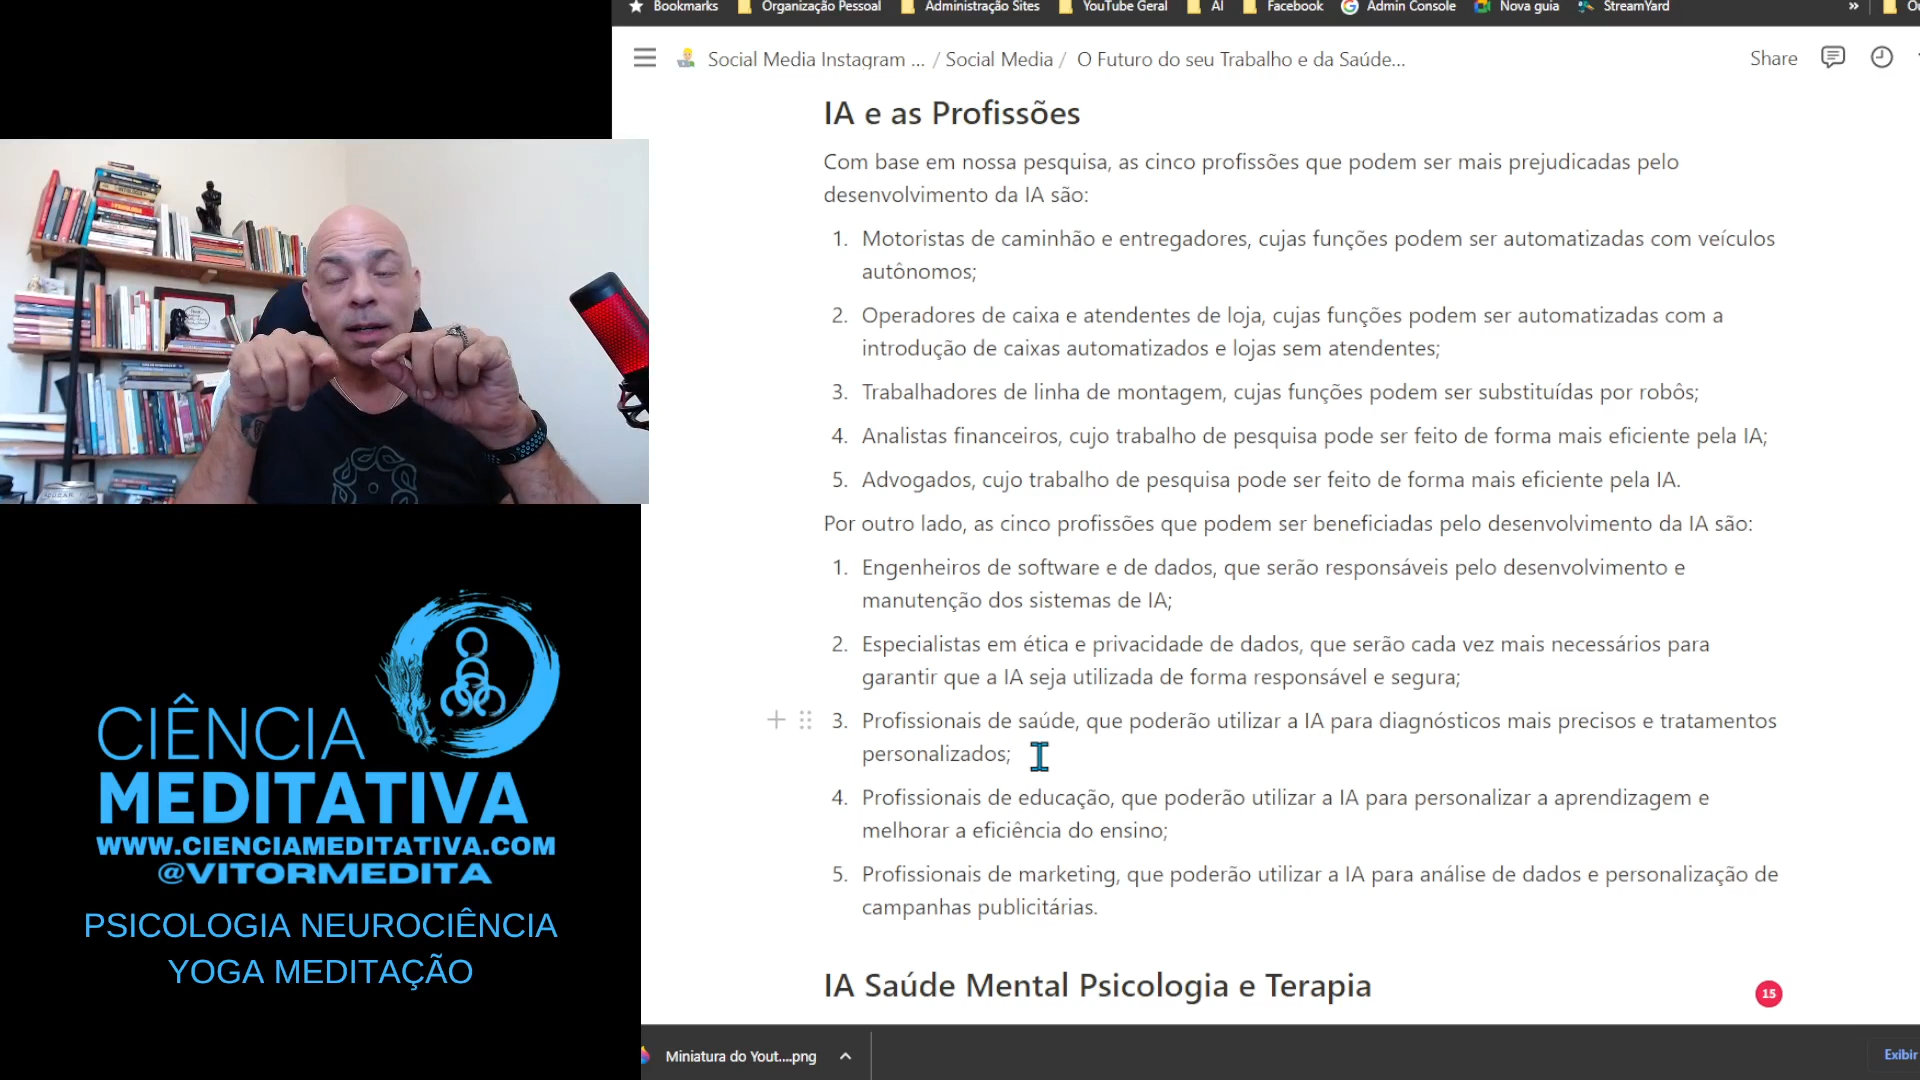 Bookmarks Organização Pessoal Administração Sites YouTube Geral AI Facebook Admin Console Nova guia StreamYard »
Social Media Instagram ... / Social Media / O Futuro do seu Trabalho e da Saúde... Share
IA e as Profissões
Com base em nossa pesquisa, as cinco profissões que podem ser mais prejudicadas pelo
desenvolvimento da IA são:
1. Motoristas de caminhão e entregadores, cujas funções podem ser automatizadas com veículos
autônomos;
2. Operadores de caixa e atendentes de loja, cujas funções podem ser automatizadas com a
introdução de caixas automatizados e lojas sem atendentes;
3. Trabalhadores de linha de montagem, cujas funções podem ser substituídas por robôs;
4. Analistas financeiros, cujo trabalho de pesquisa pode ser feito de forma mais eficiente pela IA;
5. Advogados, cujo trabalho de pesquisa pode ser feito de forma mais eficiente pela IA.
Por outro lado, as cinco profissões que podem ser beneficiadas pelo desenvolvimento da IA são:
1. Engenheiros de software e de dados, que serão responsáveis pelo desenvolvimento e
manutenção dos sistemas de IA;
2. Especialistas em ética e privacidade de dados, que serão cada vez mais necessários para
garantir que a IA seja utilizada de forma responsável e segura;
3. Profissionais de saúde, que poderão utilizar a IA para diagnósticos mais precisos e tratamentos
personalizados;
4. Profissionais de educação, que poderão utilizar a IA para personalizar a aprendizagem e
melhorar a eficiência do ensino;
5. Profissionais de marketing, que poderão utilizar a IA para análise de dados e personalização de
campanhas publicitárias.
IA Saúde Mental Psicologia e Terapia
15
Miniatura do Yout....png
Exibir
CIÊNCIA
MEDITATIVA
WWW.CIENCIAMEDITATIVA.COM
@VITORMEDITA
PSICOLOGIA NEUROCIÊNCIA
YOGA MEDITAÇÃO